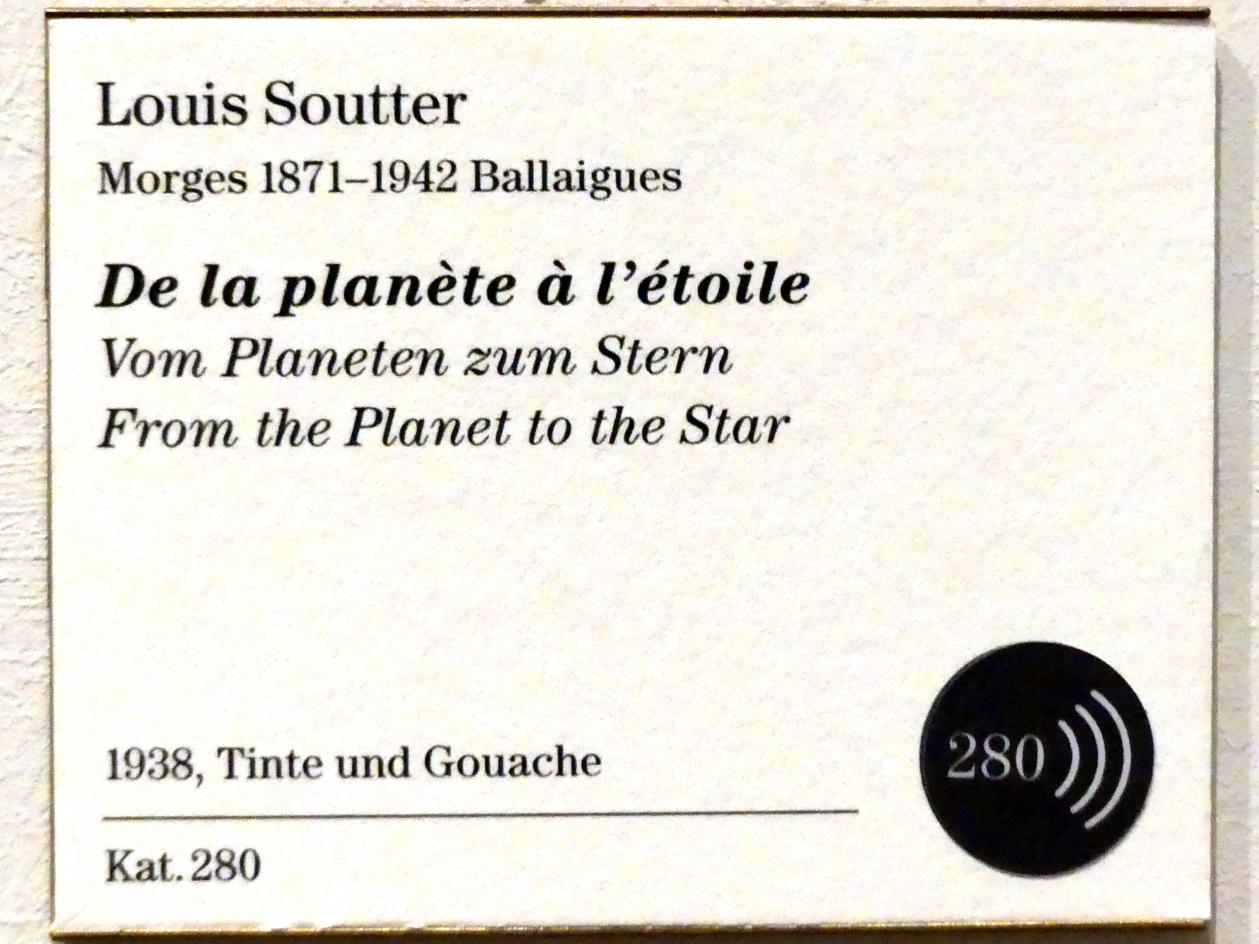 Louis Soutter
Morges 1871–1942 Ballaigues
De la planète à l’étoile
Vom Planeten zum Stern
From the Planet to the Star
1938, Tinte und Gouache
280
Kat. 280